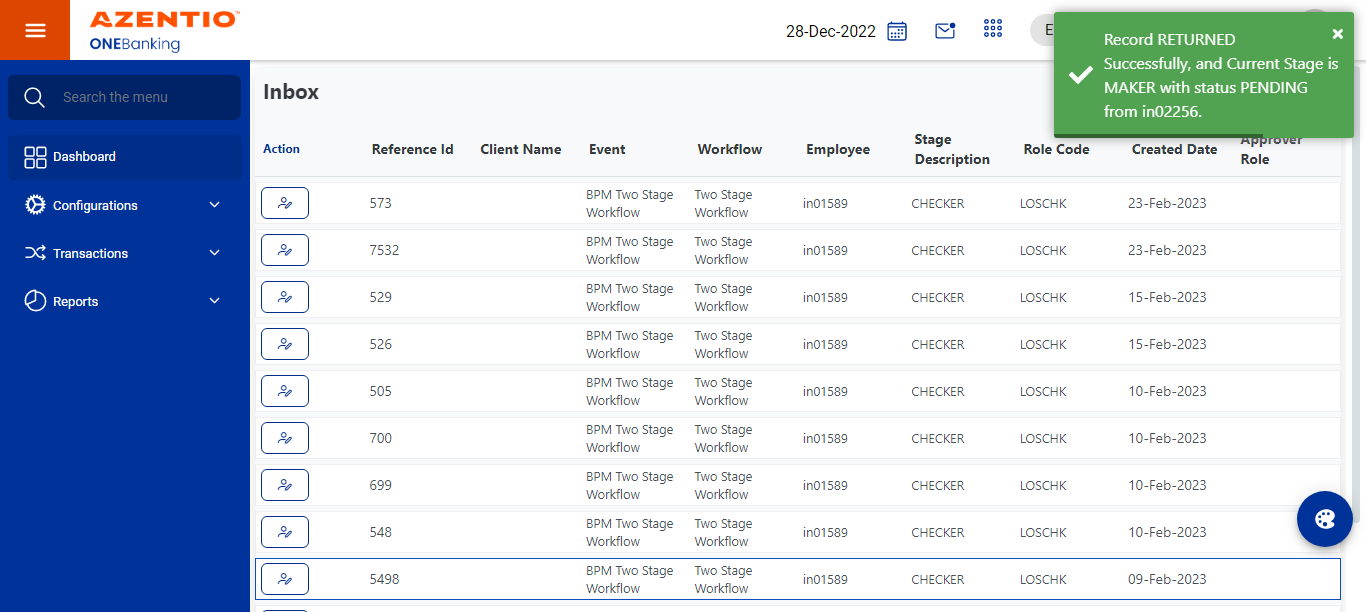 AZENTIO™
ONEBanking
28-Dec-2022
E
Record RETURNED
Successfully, and Current Stage is
MAKER with status PENDING
from in02256.
Search the menu
Dashboard
Configurations
Transactions
Reports
Inbox
Action Reference Id Client Name Event Workflow Employee Stage Description Role Code Created Date Approver Role
573 BPM Two Stage Workflow Two Stage Workflow in01589 CHECKER LOSCHK 23-Feb-2023
7532 BPM Two Stage Workflow Two Stage Workflow in01589 CHECKER LOSCHK 23-Feb-2023
529 BPM Two Stage Workflow Two Stage Workflow in01589 CHECKER LOSCHK 15-Feb-2023
526 BPM Two Stage Workflow Two Stage Workflow in01589 CHECKER LOSCHK 15-Feb-2023
505 BPM Two Stage Workflow Two Stage Workflow in01589 CHECKER LOSCHK 10-Feb-2023
700 BPM Two Stage Workflow Two Stage Workflow in01589 CHECKER LOSCHK 10-Feb-2023
699 BPM Two Stage Workflow Two Stage Workflow in01589 CHECKER LOSCHK 10-Feb-2023
548 BPM Two Stage Workflow Two Stage Workflow in01589 CHECKER LOSCHK 10-Feb-2023
5498 BPM Two Stage Workflow Two Stage Workflow in01589 CHECKER LOSCHK 09-Feb-2023